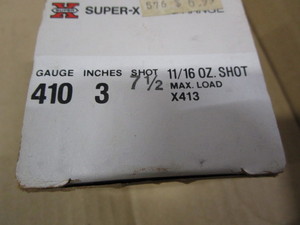 SUPER-X
GAUGE INCHES SHOT 11/16 OZ. SHOT
410 3 7 1/2 MAX. LOAD
X413